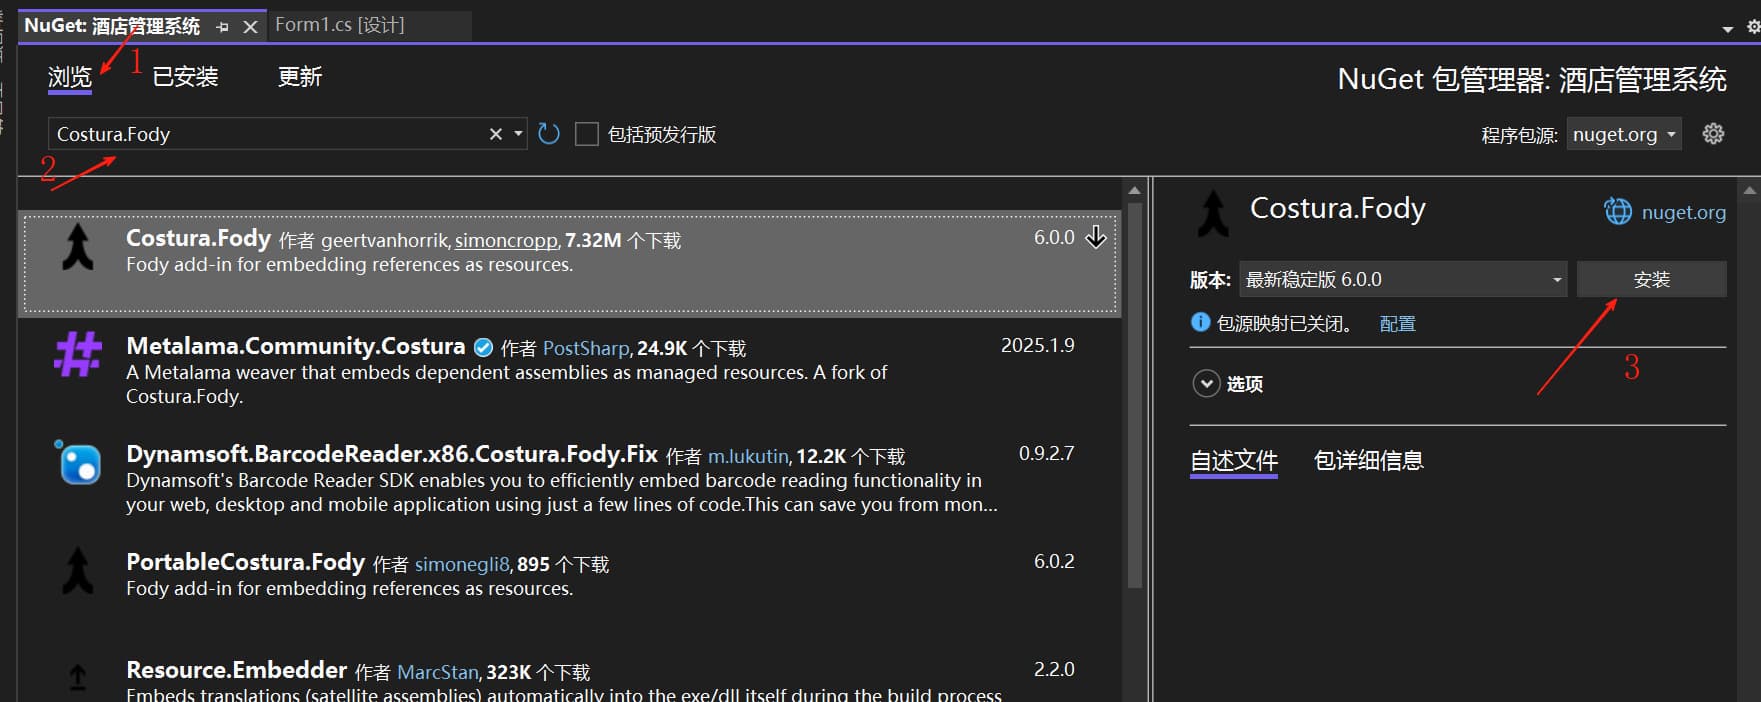 NuGet: 酒店管理系统
Form1.cs [设计]
浏览
1
已安装
更新
NuGet 包管理器: 酒店管理系统
Costura.Fody
包括预发行版
程序包源: nuget.org
2
Costura.Fody 作者 geertvanhorrik, simoncropp, 7.32M 个下载
6.0.0
Fody add-in for embedding references as resources.
Metalama.Community.Costura 作者 PostSharp, 24.9K 个下载
2025.1.9
A Metalama weaver that embeds dependent assemblies as managed resources. A fork of
Costura.Fody.
Dynamsoft.BarcodeReader.x86.Costura.Fody.Fix 作者 m.lukutin, 12.2K 个下载
0.9.2.7
Dynamsoft's Barcode Reader SDK enables you to efficiently embed barcode reading functionality in
your web, desktop and mobile application using just a few lines of code.This can save you from mon...
PortableCostura.Fody 作者 simonegli8, 895 个下载
6.0.2
Fody add-in for embedding references as resources.
Resource.Embedder 作者 MarcStan, 323K 个下载
2.2.0
Embeds translations (satellite assemblies) automatically into the exe/dll itself during the build process
Costura.Fody
nuget.org
版本: 最新稳定版 6.0.0
安装
包源映射已关闭。 配置
3
选项
自述文件
包详细信息